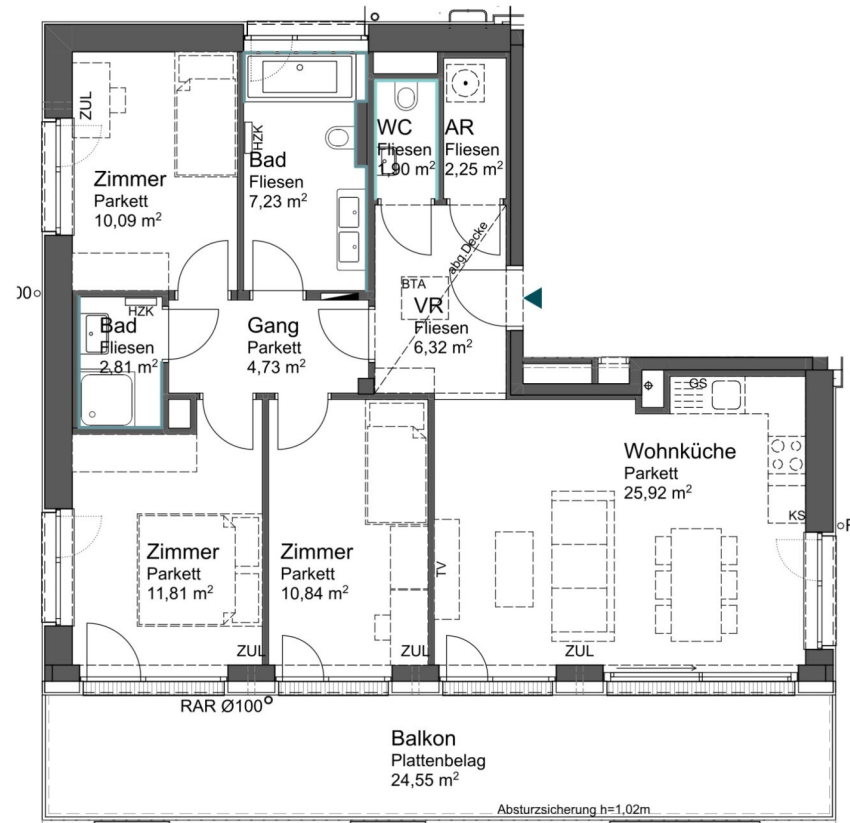 ZUL
Zimmer
Parkett
10,09 m²
HZK
Bad
Fliesen
7,23 m²
WC
Fliesen
1,90 m²
AR
Fliesen
2,25 m²
abg.Decke
BTA
VR
Fliesen
6,32 m²
00
HZK
Bad
Fliesen
2,81 m²
Gang
Parkett
4,73 m²
GS
Wohnküche
Parkett
25,92 m²
KS
Zimmer
Parkett
11,81 m²
Zimmer
Parkett
10,84 m²
TV
ZUL
ZUL
ZUL
RAR Ø100
Balkon
Plattenbelag
24,55 m²
Absturzsicherung h=1,02m